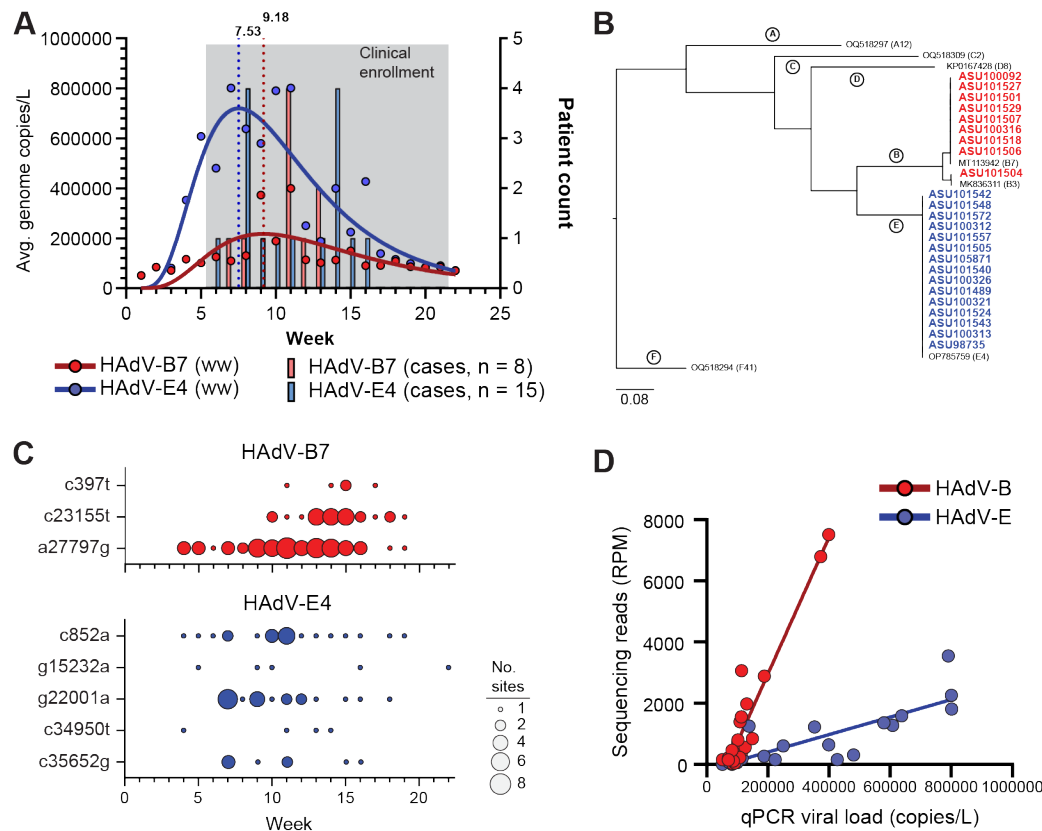 A
9.18
7.53
1000000
800000
600000
400000
200000
0
Avg. genome copies/L
Clinical
enrollment
5
4
3
2
1
0
Patient count
0 5 10 15 20 25
Week
HAdV-B7 (ww)
HAdV-E4 (ww)
HAdV-B7 (cases, n = 8)
HAdV-E4 (cases, n = 15)
B
A
OQ518297 (A12)
OQ518309 (C2)
C
KP0167428 (D8)
D
ASU100092
ASU101527
ASU101501
ASU101529
ASU101507
ASU100316
ASU101518
ASU101506
B
MT113942 (B7)
ASU101504
MK836311 (B3)
ASU101542
ASU101548
ASU101572
ASU100312
E
ASU101557
ASU101505
ASU105871
ASU101540
ASU100326
ASU101489
ASU100321
ASU101524
ASU101543
ASU100313
ASU98735
OP785759 (E4)
F
OQ518294 (F41)
0.08
C
HAdV-B7
c397t
c23155t
a27797g
0 5 10 15 20
HAdV-E4
c852a
g15232a
g22001a
c34950t
c35652g
0 5 10 15 20
Week
No.
sites
1
2
4
6
8
D
HAdV-B
HAdV-E
8000
6000
4000
2000
0
Sequencing reads (RPM)
0 200000 400000 600000 800000 1000000
qPCR viral load (copies/L)